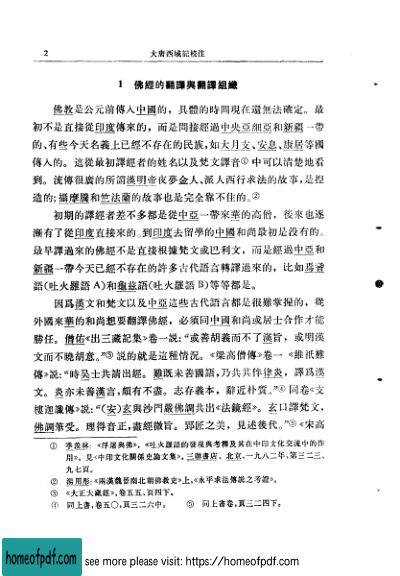 2
大唐西域記校注
1 佛經的翻譯與翻譯組織
佛教是公元前傳入中國的，具體的時間現在還無法確定。最
初不是直接從印度傳來的，而是間接經過中央亞細亞和新疆一帶
的、有些今天名義上已經不存在的民族，如大月支、安息、康居等國
傳入的。這從最初譯經者的姓名以及梵文譯音①中可以清楚地看
到。流傳很廣的所謂漢明帝夜夢金人、派人西行求法的故事，是捏
造的；攝摩騰和竺法蘭的故事也是完全靠不住的。②
初期的譯經者差不多都是從中亞一帶來華的高僧，後來也逐
漸有了從印度直接來的。到印度去留學的中國和尚最初是沒有的。
最早譯過來的佛經不是直接根據梵文或巴利文，而是經過中亞和
新疆一帶今天已經不存在的許多古代語言轉譯過來的，比如焉耆
語（吐火羅語 A）和龜茲語（吐火羅語 B）等等都是。
因爲漢文和梵文以及中亞這些古代語言都是很難掌握的，幾
外國來華的和尚想要翻譯佛經，必須同中國和尚或居士合作才能
勝任。僧佑《出三藏記集》卷一說：“或善胡義而不了漢旨，或明漢
文而不曉胡意。”③說的就是這種情況。《梁高僧傳》卷一《維祇難
傳》說：“時吳士共請出經。難既未善國語，乃共其伴律炎，譯爲漢
文。炎亦未善漢言，頗有不盡。志存義本，辭近朴質。”④同卷《支
樓迦讖傳》說：“（安）玄與沙門嚴佛調共出《法鏡經》。玄口譯梵文，
佛調筆受。理得音正，盡經微旨。郢匠之美，見述後代。”⑤《宋高
① 季羨林：《浮屠與佛》、《吐火羅語的發現與考釋及其在中印文化交流中的作
用》。見《中印文化關係史論文集》，三聯書店，北京，一九八二年，第三二三、
九七頁。
② 湯用彤：《兩漢魏晉南北朝佛教史》上，《永平求法傳説之考證》。
③ 《大正大藏經》，卷五五，頁四下。
④ 同上書，卷五〇，頁三二六中。 ⑤ 同上書卷，頁三二四下。
homeofpdf.com
see more please visit: https://homeofpdf.com